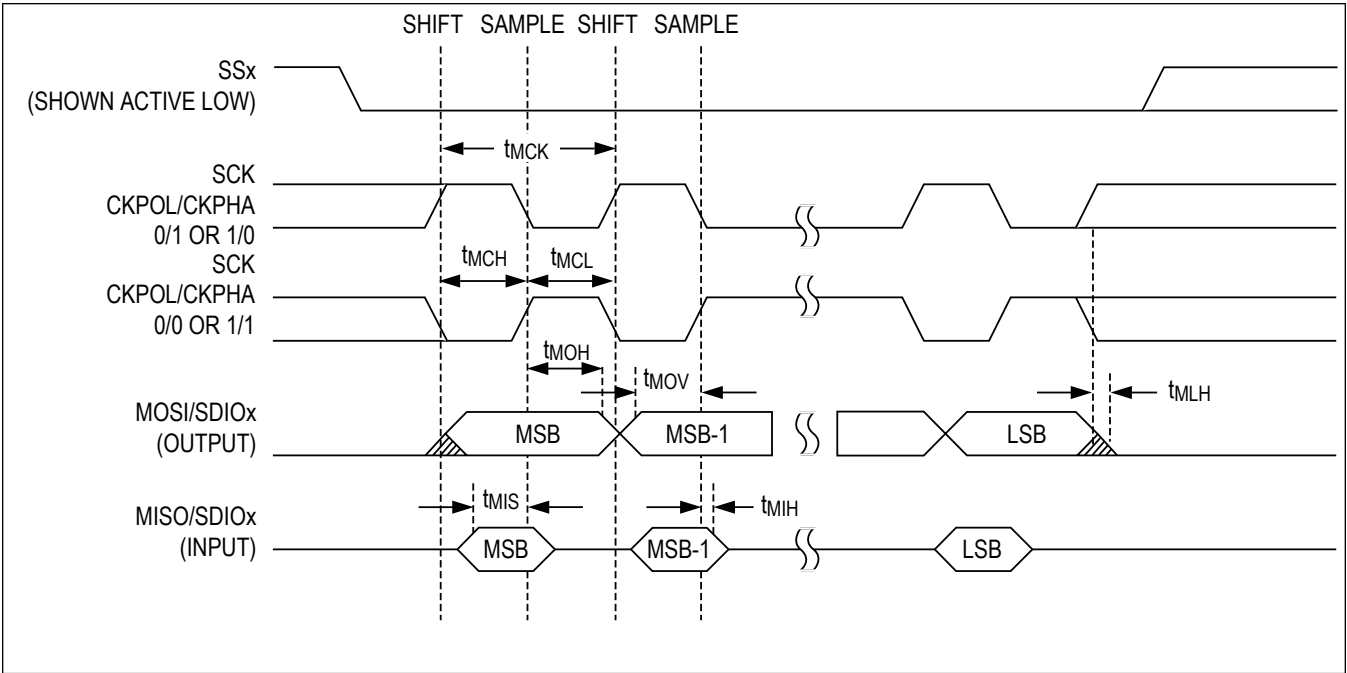 SHIFT SAMPLE SHIFT SAMPLE
SSx
(SHOWN ACTIVE LOW)
tMCK
SCK
CKPOL/CKPHA
0/1 OR 1/0
tMCH tMCL
SCK
CKPOL/CKPHA
0/0 OR 1/1
tMOH
tMOV
tMLH
MOSI/SDIOx
(OUTPUT)
MSB MSB-1 LSB
tMIS
tMIH
MISO/SDIOx
(INPUT)
MSB MSB-1 LSB